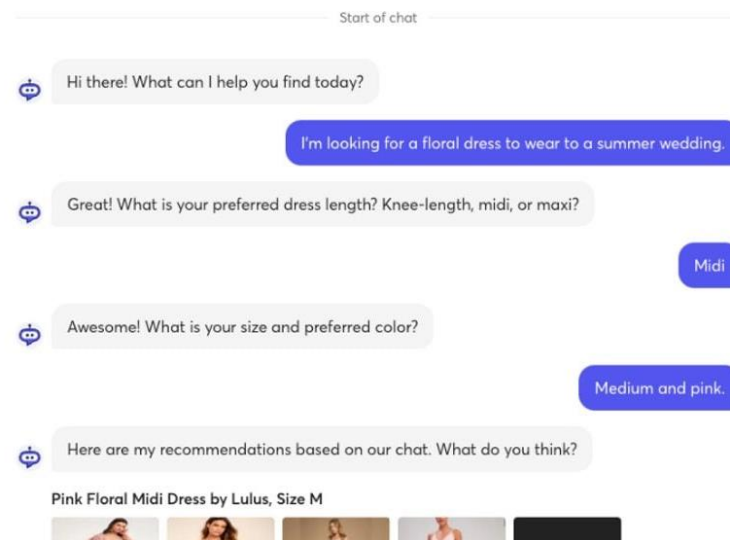 Start of chat
Hi there! What can I help you find today?
I'm looking for a floral dress to wear to a summer wedding.
Great! What is your preferred dress length? Knee-length, midi, or maxi?
Midi
Awesome! What is your size and preferred color?
Medium and pink.
Here are my recommendations based on our chat. What do you think?
Pink Floral Midi Dress by Lulus, Size M